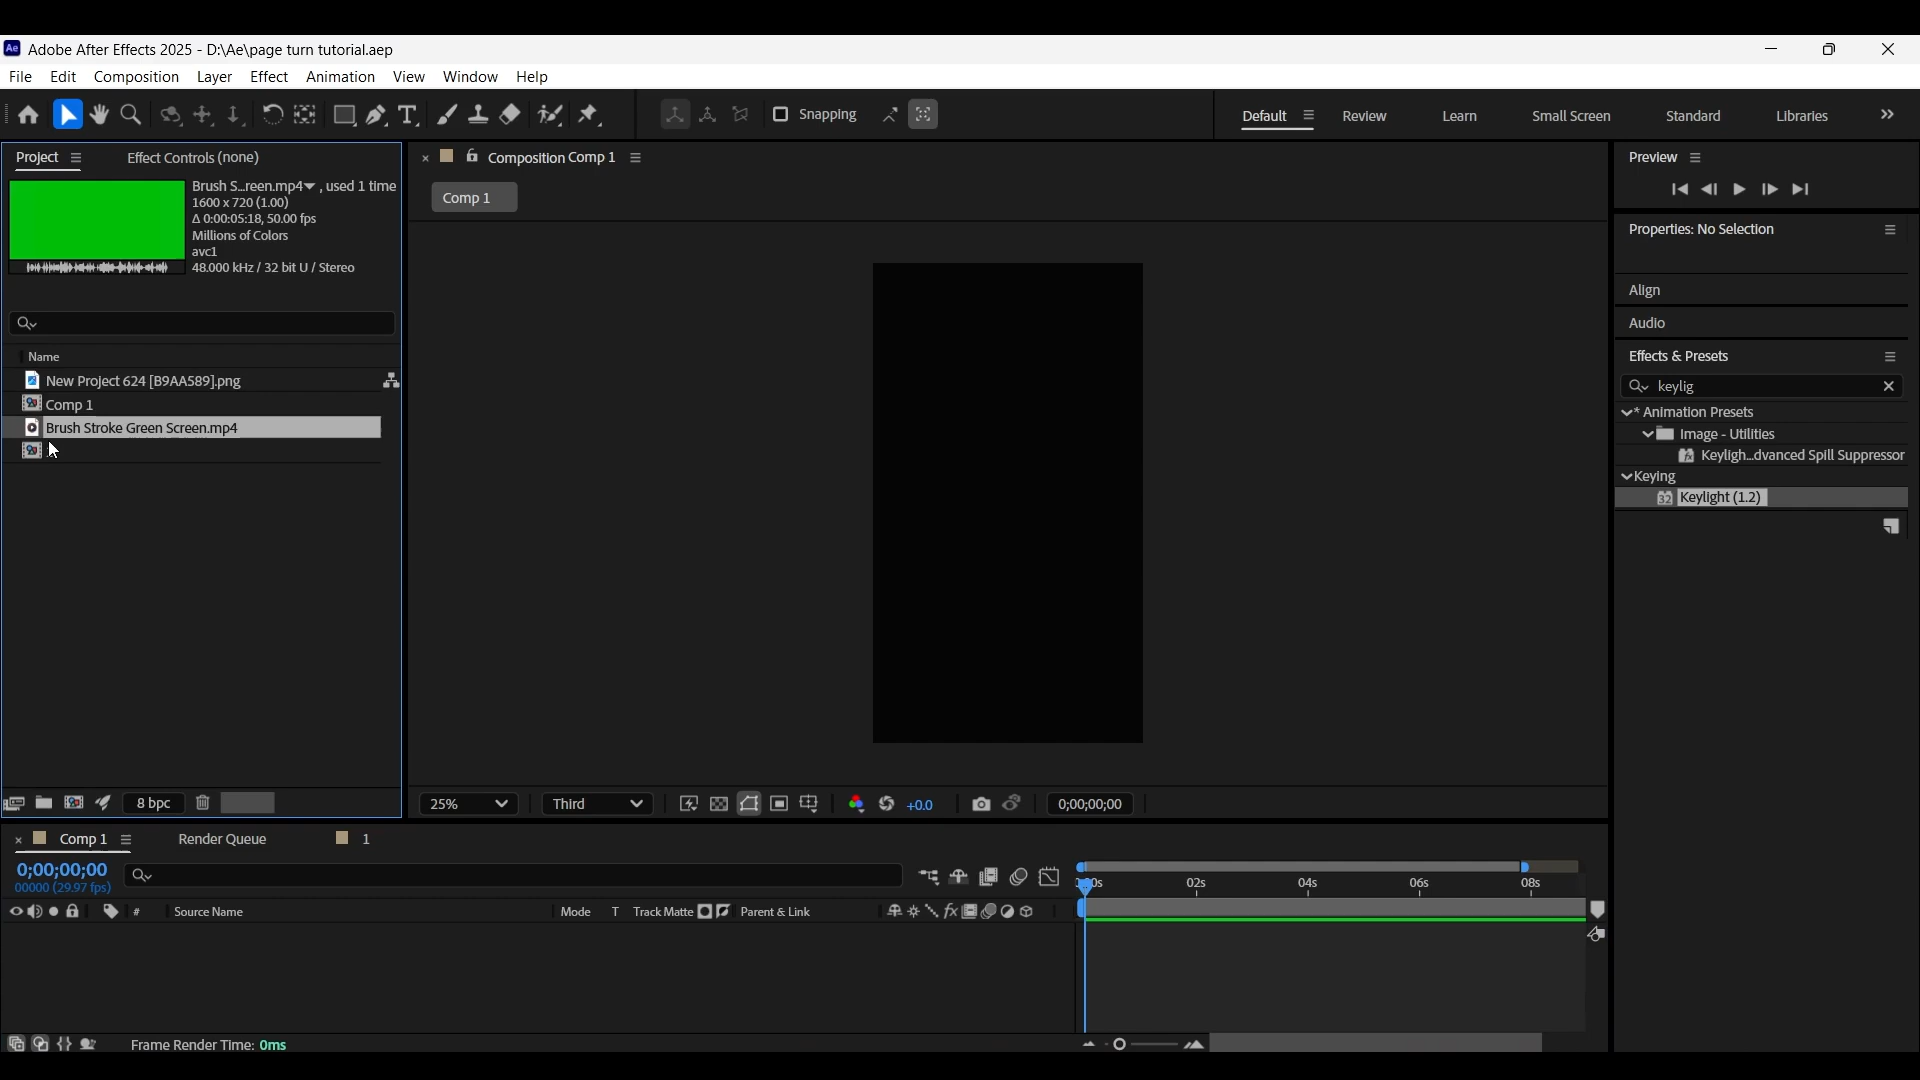 Ae Adobe After Effects 2025 - D:\Ae\page turn tutorial.aep
File Edit Composition Layer Effect Animation View Window Help
Snapping
Default Review Learn Small Screen Standard Libraries
Project Effect Controls (none)
Brush S...reen.mp4 , used 1 time
1600 x 720 (1.00)
Δ 0:00:05:18, 50.00 fps
Millions of Colors
avc1
48.000 kHz / 32 bit U / Stereo
Name
New Project 624 [B9AA589].png
Comp 1
Brush Stroke Green Screen.mp4
8 bpc
Composition Comp 1
Comp 1
25% Third +0.0 0;00;00;00
Preview
Properties: No Selection
Align
Audio
Effects & Presets
keylig
* Animation Presets
Image - Utilities
Keyligh...dvanced Spill Suppressor
Keying
32 Keylight (1.2)
Comp 1 Render Queue 1
0;00;00;00
00000 (29.97 fps)
02s 04s 06s 08s
# Source Name Mode T Track Matte Parent & Link fx
Frame Render Time: 0ms